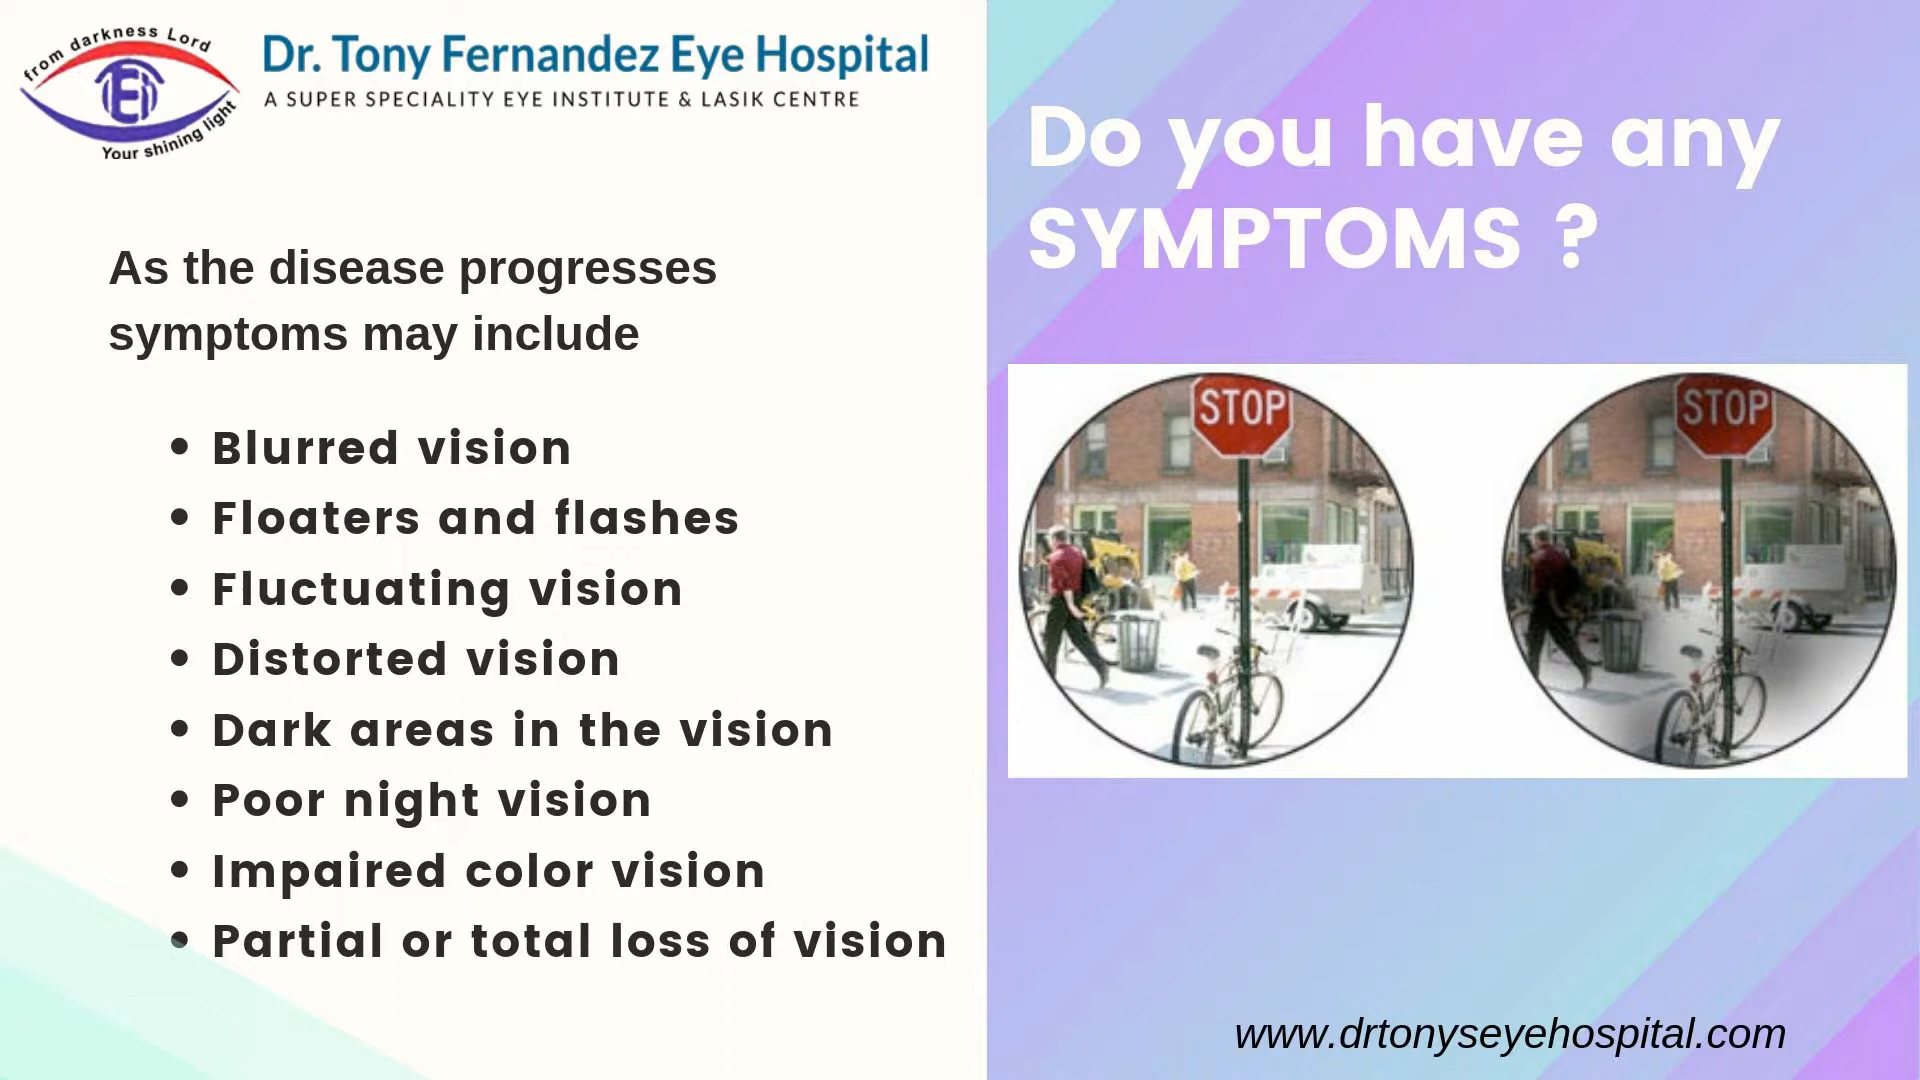 from darkness Lord
Your shining light
Dr. Tony Fernandez Eye Hospital
A SUPER SPECIALITY EYE INSTITUTE & LASIK CENTRE
As the disease progresses
symptoms may include
• Blurred vision
• Floaters and flashes
• Fluctuating vision
• Distorted vision
• Dark areas in the vision
• Poor night vision
• Impaired color vision
• Partial or total loss of vision
Do you have any
SYMPTOMS ?
STOP
STOP
www.drtonyseyehospital.com